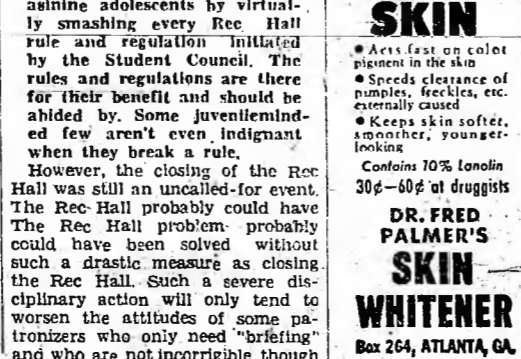 asinine adolescents by virtual-
ly smashing every Rec Hall
rule and regulation initiated
by the Student Council. The
rules and regulations are there
for their benefit and should be
abided by. Some juvenilemind-
ed few aren't even indignant
when they break a rule.
However, the closing of the Rec
Hall was still an uncalled-for event.
The Rec Hall probably could have
The Rec Hall problem probably
could have been solved without
such a drastic measure as closing
the Rec Hall. Such a severe dis-
ciplinary action will only tend to
worsen the attitudes of some pa-
tronizers who only need "briefing"
and who are not incorrigible though
SKIN
• Acts fast on color
pigment in the skin
• Speeds clearance of
pimples, freckles, etc.
externally caused
• Keeps skin softer,
smoother, younger-
looking
Contains 10% Lanolin
30¢—60¢ at druggists
DR. FRED
PALMER'S
SKIN
WHITENER
Box 264, ATLANTA, GA.